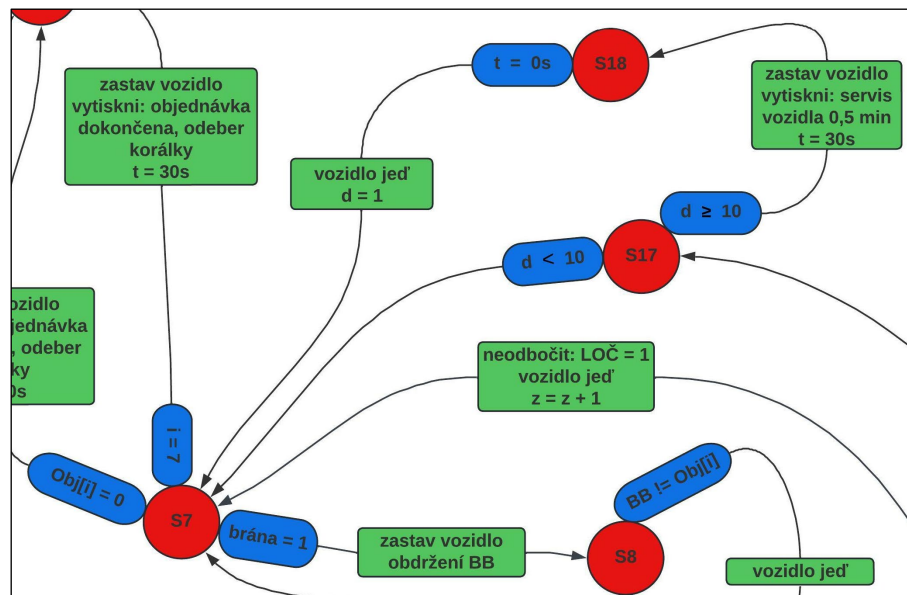 t = 0s
S18
zastav vozidlo
vytiskni: objednávka
dokončena, odeber
korálky
t = 30s
zastav vozidlo
vytiskni: servis
vozidla 0,5 min
t = 30s
vozidlo jeď
d = 1
d ≥ 10
d < 10
S17
ozidlo
jednávka
, odeber
ky
0s
neodbočit: LOČ = 1
vozidlo jeď
z = z + 1
i = 7
Obj[i] = 0
S7
brána = 1
zastav vozidlo
obdržení BB
BB != Obj[i]
S8
vozidlo jeď